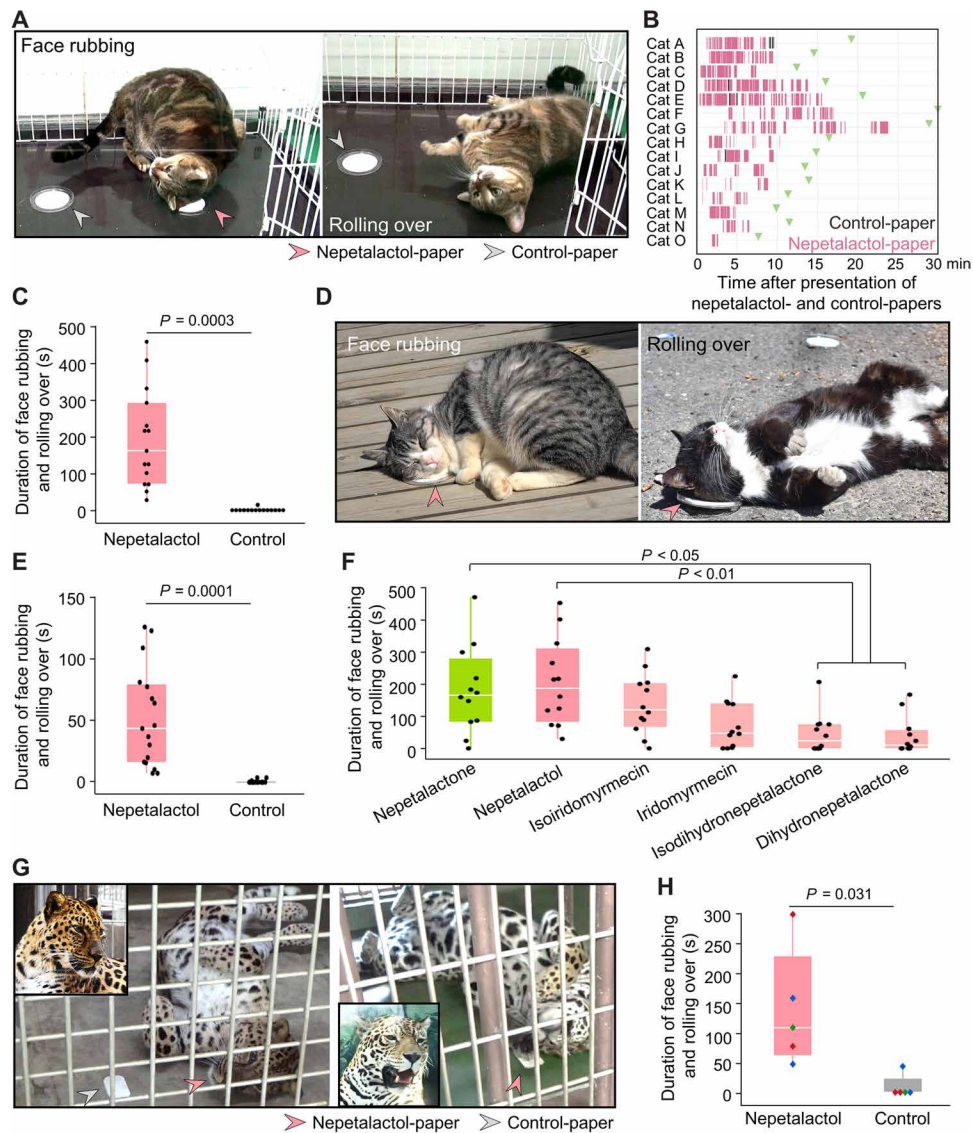 A
Face rubbing
Rolling over
Nepetalactol-paper
Control-paper
B
Cat A
Cat B
Cat C
Cat D
Cat E
Cat F
Cat G
Cat H
Cat I
Cat J
Cat K
Cat L
Cat M
Cat N
Cat O
Control-paper
Nepetalactol-paper
0 5 10 15 20 25 30 min
Time after presentation of
nepetalactol- and control-papers
C
P = 0.0003
500
400
300
200
100
0
Duration of face rubbing
and rolling over (s)
Nepetalactol Control
D
Face rubbing
Rolling over
E
P = 0.0001
150
100
50
0
Duration of face rubbing
and rolling over (s)
Nepetalactol Control
F
P < 0.05
P < 0.01
500
400
300
200
100
0
Duration of face rubbing
and rolling over (s)
Nepetalactone
Nepetalactol
Isoiridomyrmecin
Iridomyrmecin
Isodihydronepetalactone
Dihydronepetalactone
G
Nepetalactol-paper
Control-paper
H
P = 0.031
300
250
200
150
100
50
0
Duration of face rubbing
and rolling over (s)
Nepetalactol Control